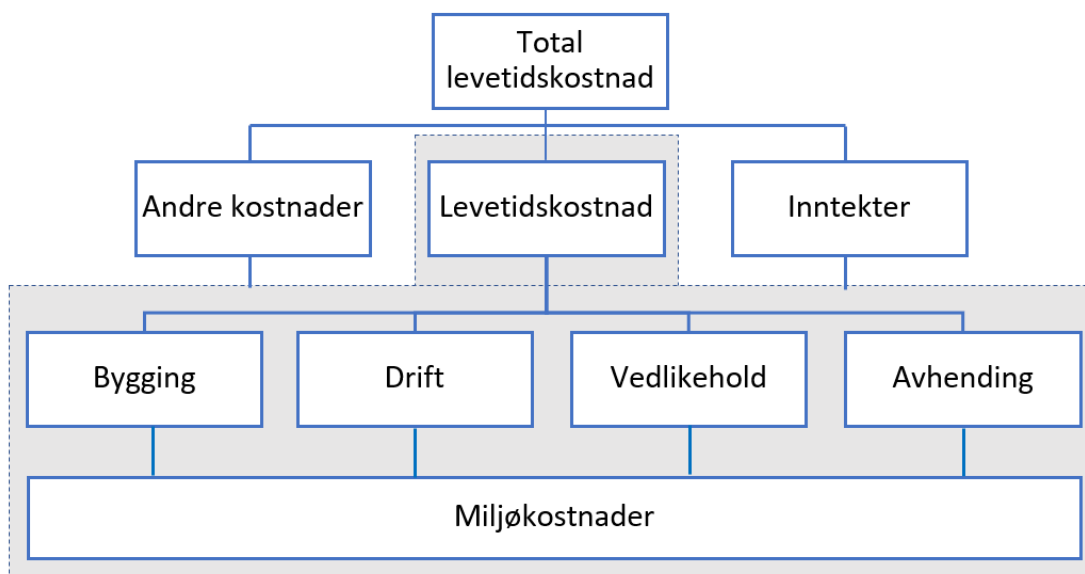 Total
levetidskostnad
Andre kostnader
Levetidskostnad
Inntekter
Bygging
Drift
Vedlikehold
Avhending
Miljøkostnader